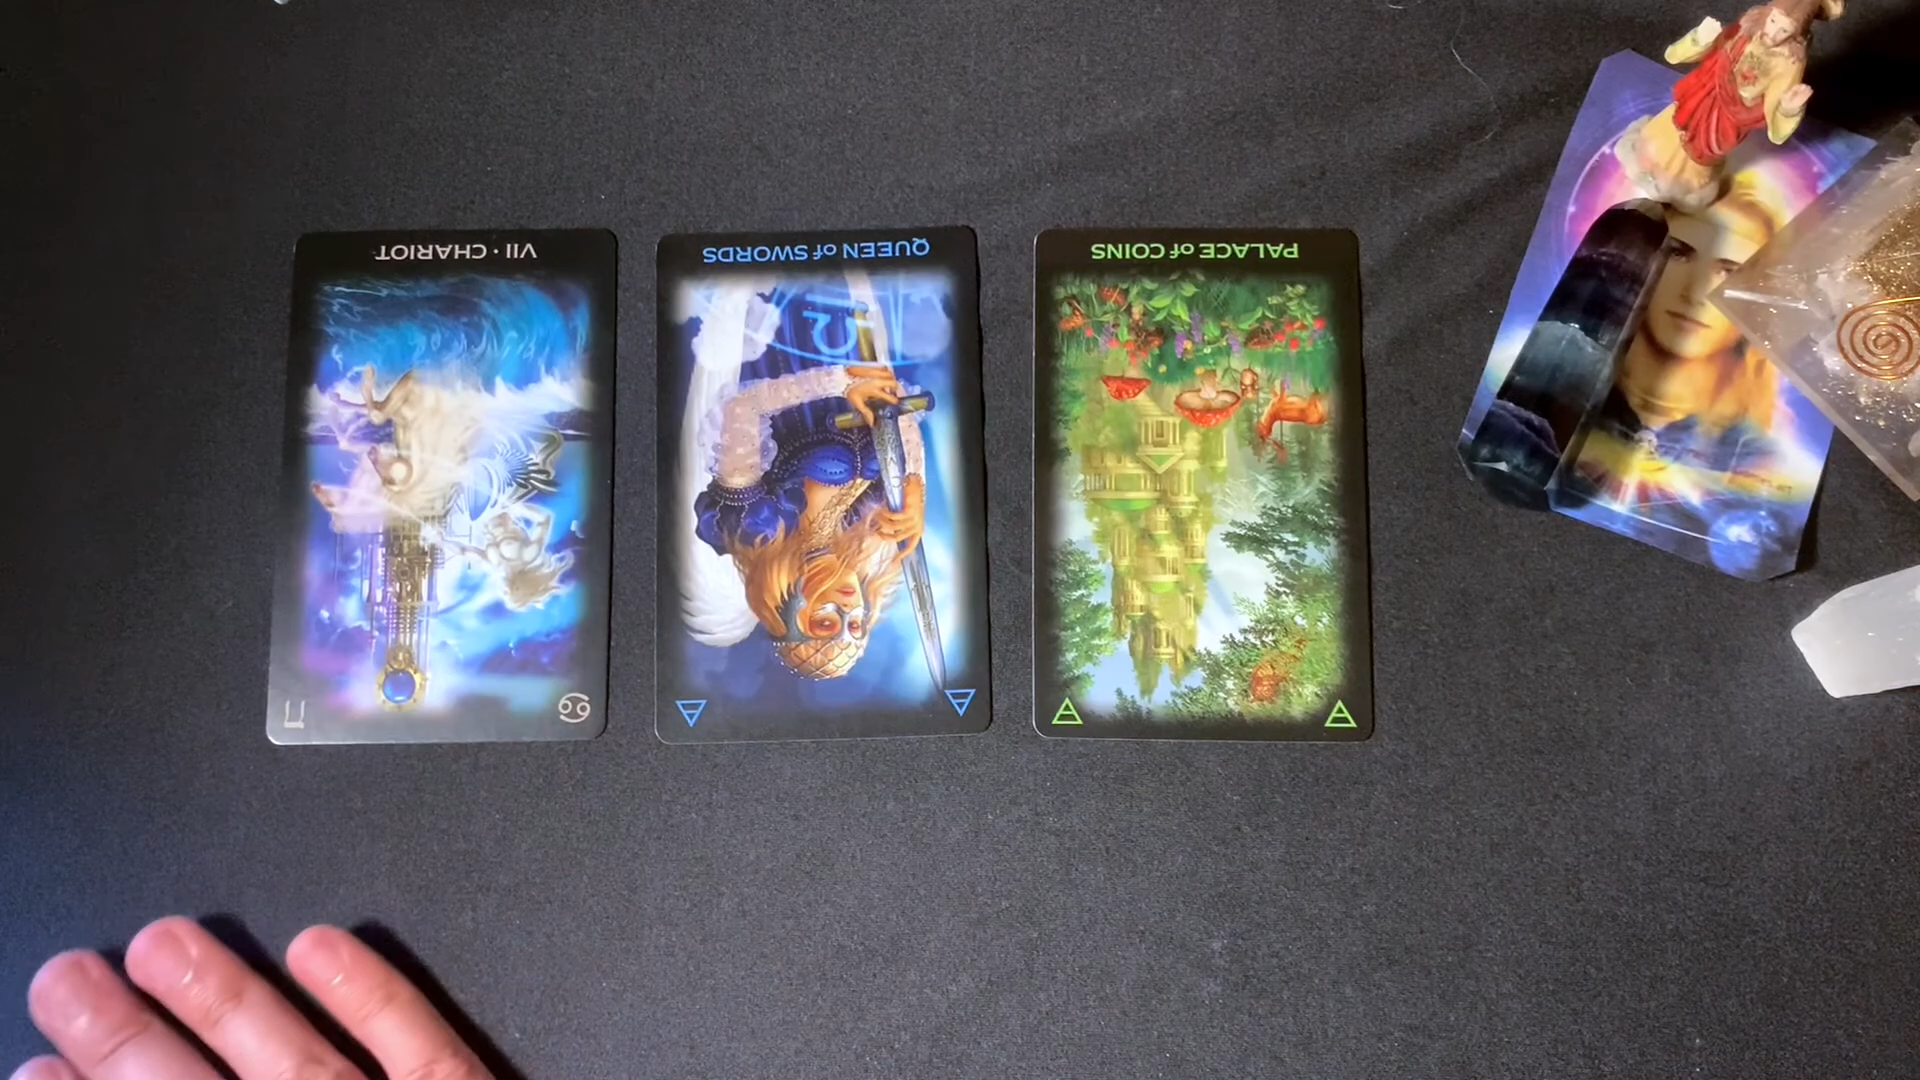 VII · CHARIOT
QUEEN of SWORDS
PALACE of COINS